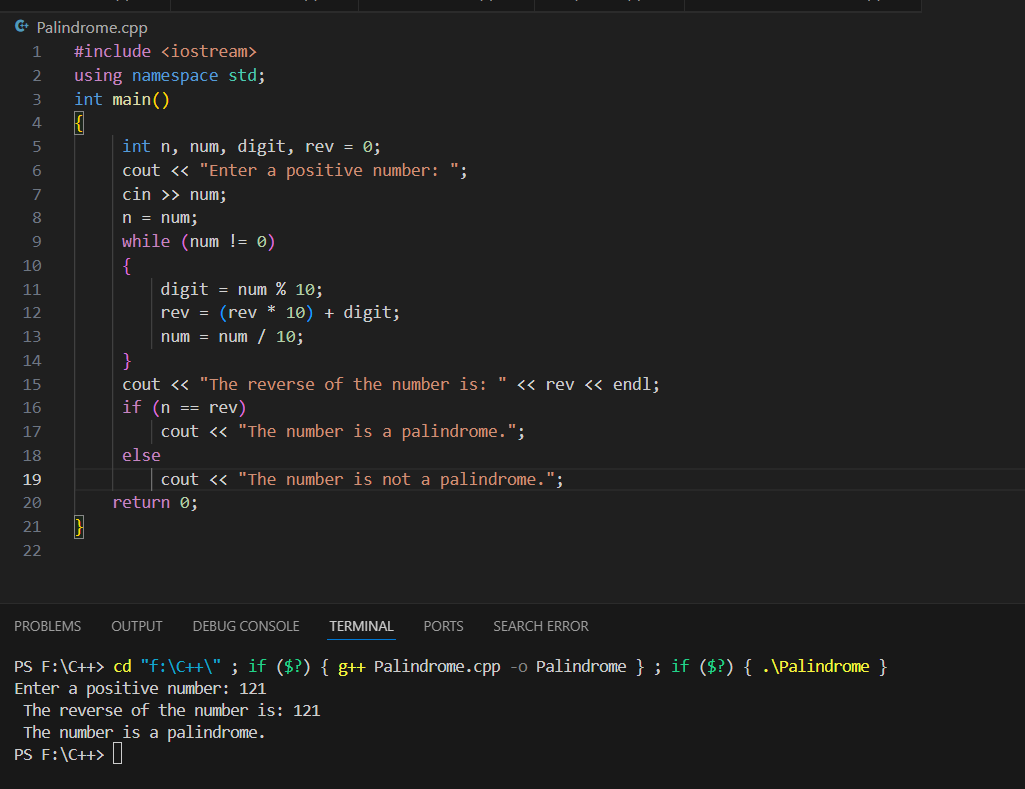 Palindrome.cpp
1 #include <iostream>
2 using namespace std;
3 int main()
4 {
5 int n, num, digit, rev = 0;
6 cout << "Enter a positive number: ";
7 cin >> num;
8 n = num;
9 while (num != 0)
10 {
11 digit = num % 10;
12 rev = (rev * 10) + digit;
13 num = num / 10;
14 }
15 cout << "The reverse of the number is: " << rev << endl;
16 if (n == rev)
17 cout << "The number is a palindrome.";
18 else
19 cout << "The number is not a palindrome.";
20 return 0;
21 }
22
PROBLEMS OUTPUT DEBUG CONSOLE TERMINAL PORTS SEARCH ERROR
PS F:\C++> cd "f:\C++\" ; if ($?) { g++ Palindrome.cpp -o Palindrome } ; if ($?) { .\Palindrome }
Enter a positive number: 121
The reverse of the number is: 121
The number is a palindrome.
PS F:\C++>